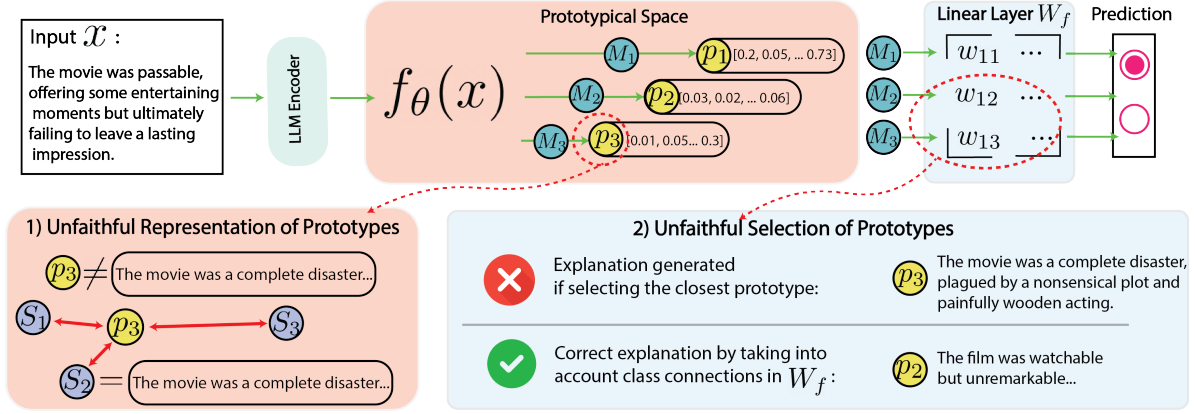 Input x :
The movie was passable,
offering some entertaining
moments but ultimately
failing to leave a lasting
impression.
LLM Encoder
Prototypical Space
fθ(x)
M1
p1
[0.2, 0.05, ... 0.73]
M2
p2
[0.03, 0.02, ... 0.06]
M3
p3
[0.01, 0.05... 0.3]
Linear Layer Wf
M1
w11 ...
M2
w12 ...
M3
w13 ...
Prediction
1) Unfaithful Representation of Prototypes
p3 ≠ The movie was a complete disaster...
S1
p3
S3
S2 = The movie was a complete disaster...
2) Unfaithful Selection of Prototypes
Explanation generated
if selecting the closest prototype:
p3
The movie was a complete disaster,
plagued by a nonsensical plot and
painfully wooden acting.
Correct explanation by taking into
account class connections in Wf :
p2
The film was watchable
but unremarkable...